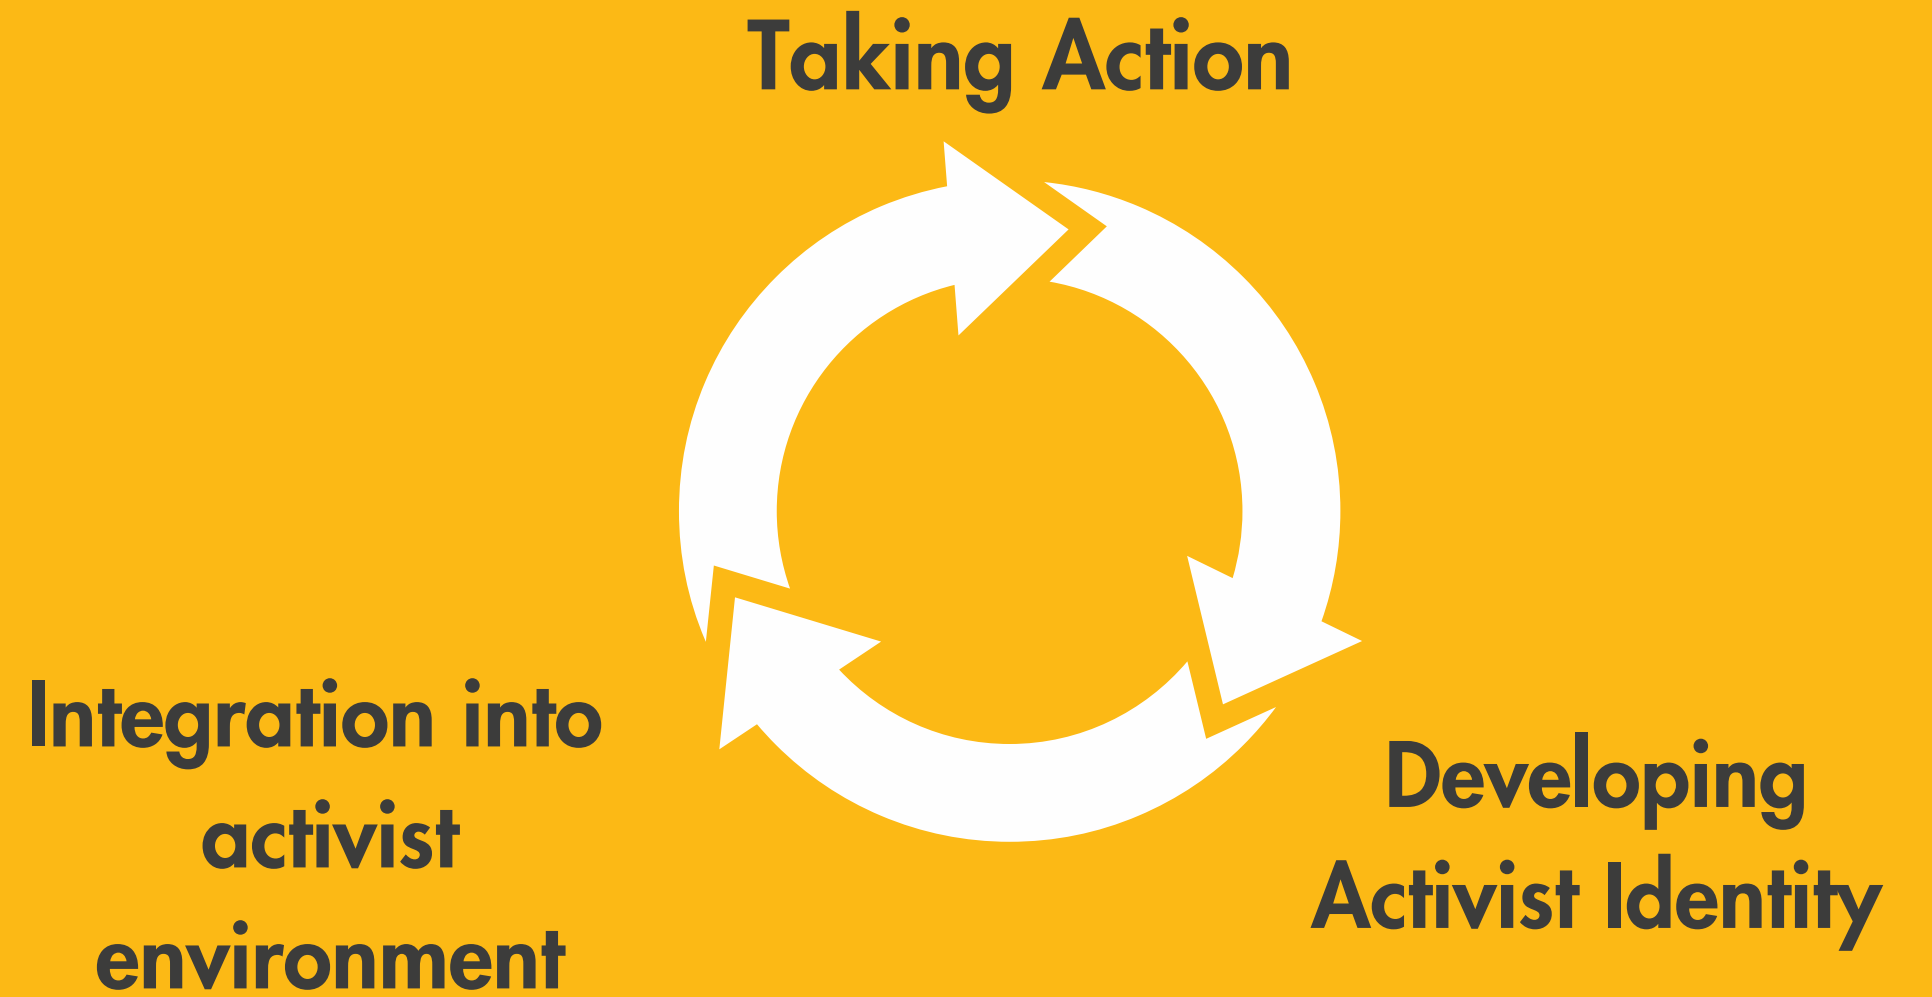 Taking Action
Integration into
activist
environment
Developing
Activist Identity